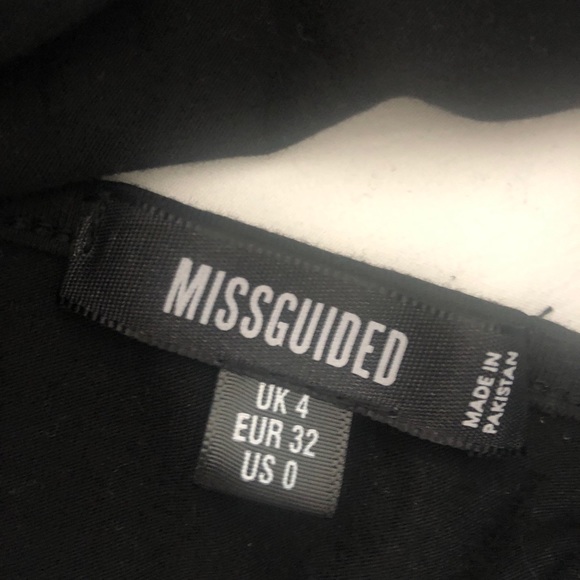 MISSGUIDED
MADE IN
PAKISTAN
UK 4
EUR 32
US 0